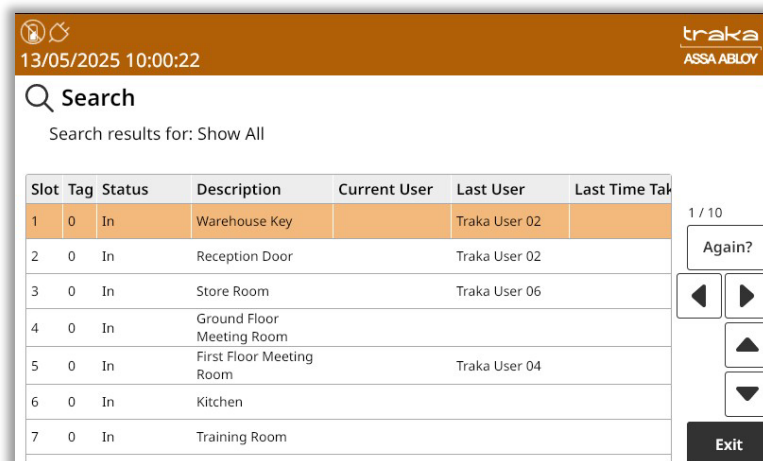 13/05/2025 10:00:22
traka
ASSA ABLOY
Search
Search results for: Show All
Slot Tag Status Description Current User Last User Last Time Tak
1 0 In Warehouse Key Traka User 02
2 0 In Reception Door Traka User 02
3 0 In Store Room Traka User 06
4 0 In Ground Floor
Meeting Room
5 0 In First Floor Meeting
Room Traka User 04
6 0 In Kitchen
7 0 In Training Room
1 / 10
Again?
Exit